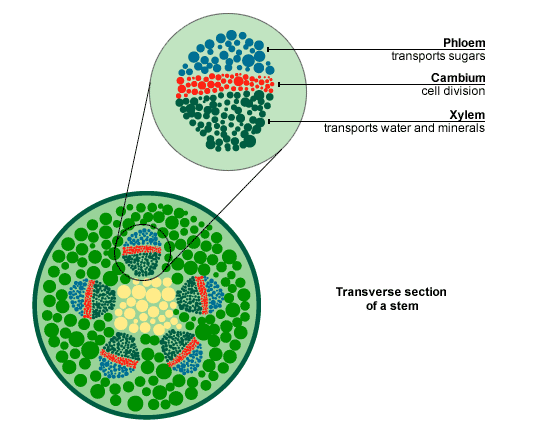 Phloem
transports sugars
Cambium
cell division
Xylem
transports water and minerals
Transverse section
of a stem